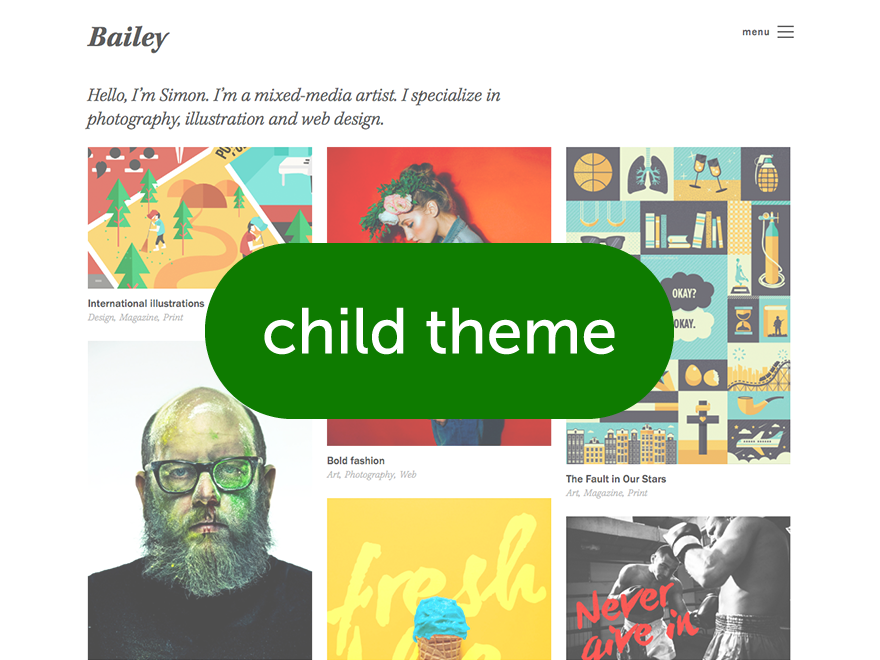 Bailey
menu
Hello, I'm Simon. I'm a mixed-media artist. I specialize in
photography, illustration and web design.
International illustrations
Design, Magazine, Print
child theme
OKAY?
OKAY.
Bold fashion
Art, Photography, Web
The Fault in Our Stars
Art, Magazine, Print
fresh
Never
give in